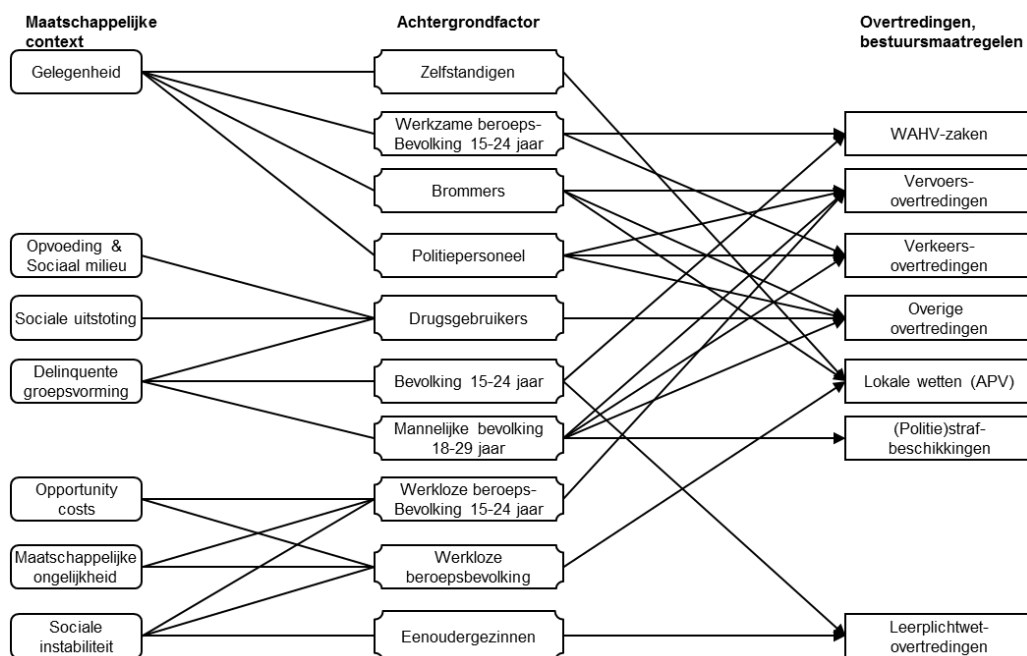 Maatschappelijke
context
Achtergrondfactor
Overtredingen,
bestuursmaatregelen
Gelegenheid
Zelfstandigen
Werkzame beroeps-
Bevolking 15-24 jaar
WAHV-zaken
Brommers
Vervoers-
overtredingen
Opvoeding &
Sociaal milieu
Politiepersoneel
Verkeers-
overtredingen
Sociale uitstoting
Drugsgebruikers
Overige
overtredingen
Delinquente
groepsvorming
Bevolking 15-24 jaar
Lokale wetten (APV)
Mannelijke bevolking
18-29 jaar
(Politie)straf-
beschikkingen
Opportunity
costs
Werkloze beroeps-
Bevolking 15-24 jaar
Maatschappelijke
ongelijkheid
Werkloze
beroepsbevolking
Sociale
instabiliteit
Eenoudergezinnen
Leerplichtwet-
overtredingen